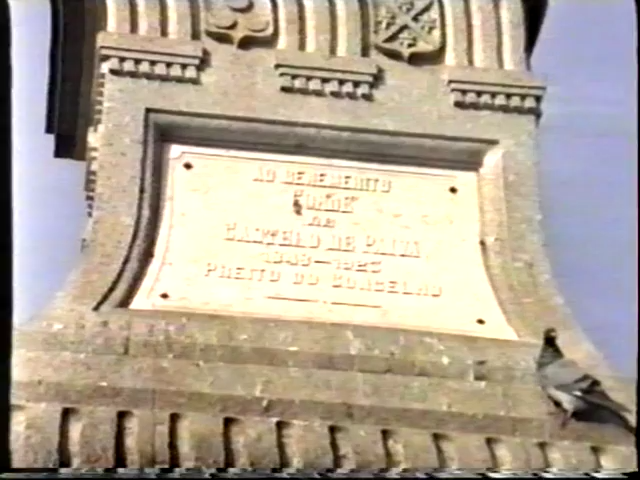 AO BENEMERITO
CONDE
DE
CASTELO DE PAIVA
PREITO DO CONCELHO